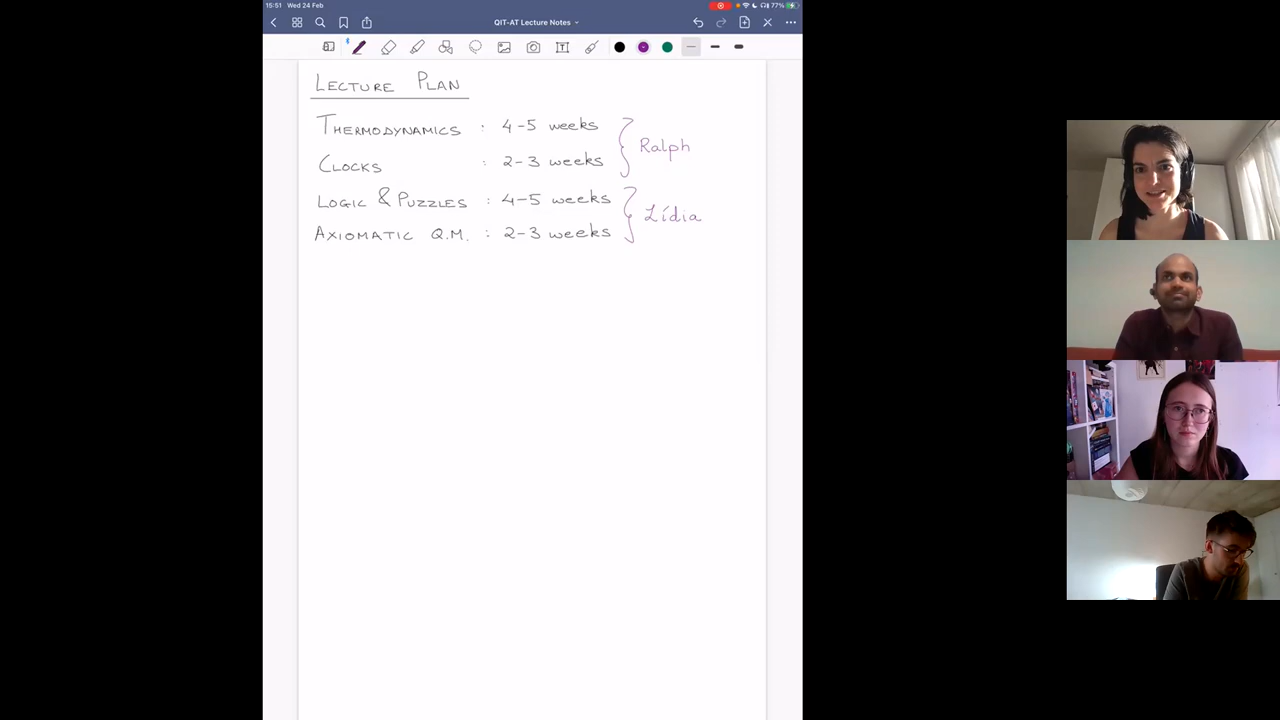 15:51 Wed 24 Feb
77%
QIT-AT Lecture Notes
LECTURE PLAN
THERMODYNAMICS : 4-5 weeks
CLOCKS : 2-3 weeks
Ralph
LOGIC & PUZZLES : 4-5 weeks
AXIOMATIC Q.M. : 2-3 weeks
Lídia